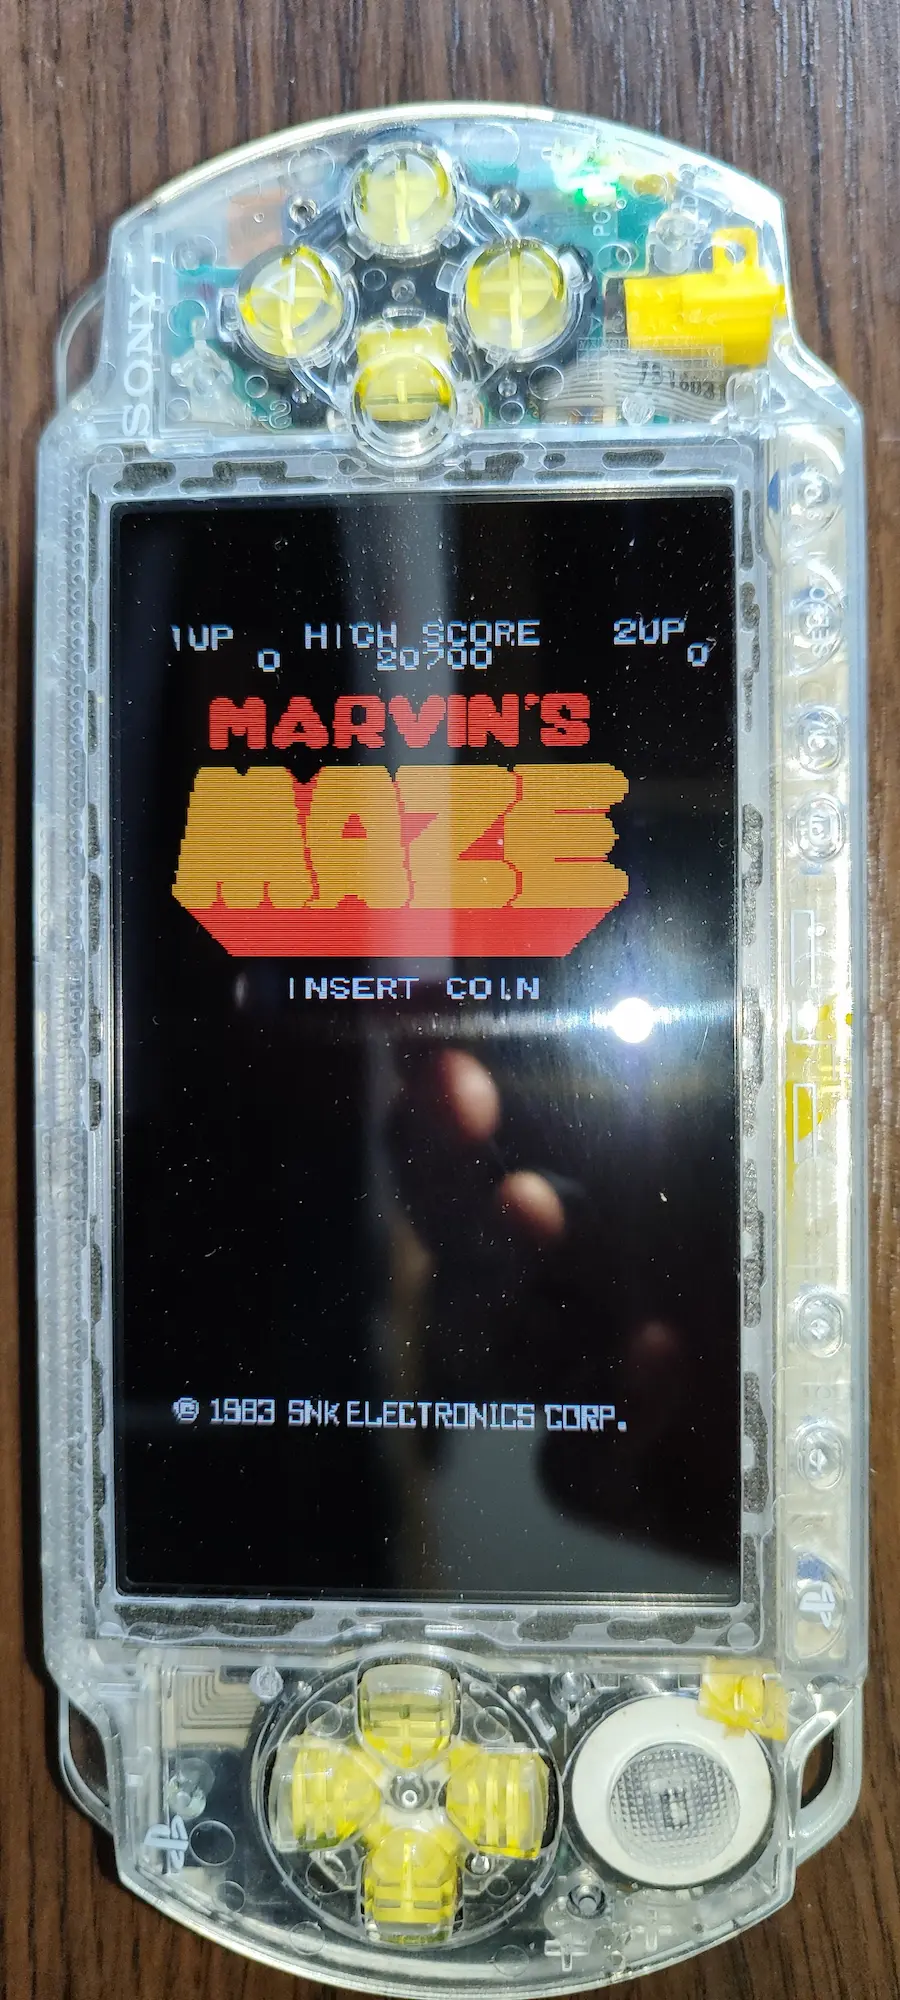 SONY
1UP HIGH SCORE 2UP
0 20700 0
MARVIN'S
MAZE
INSERT COIN
© 1983 SNK ELECTRONICS CORP.